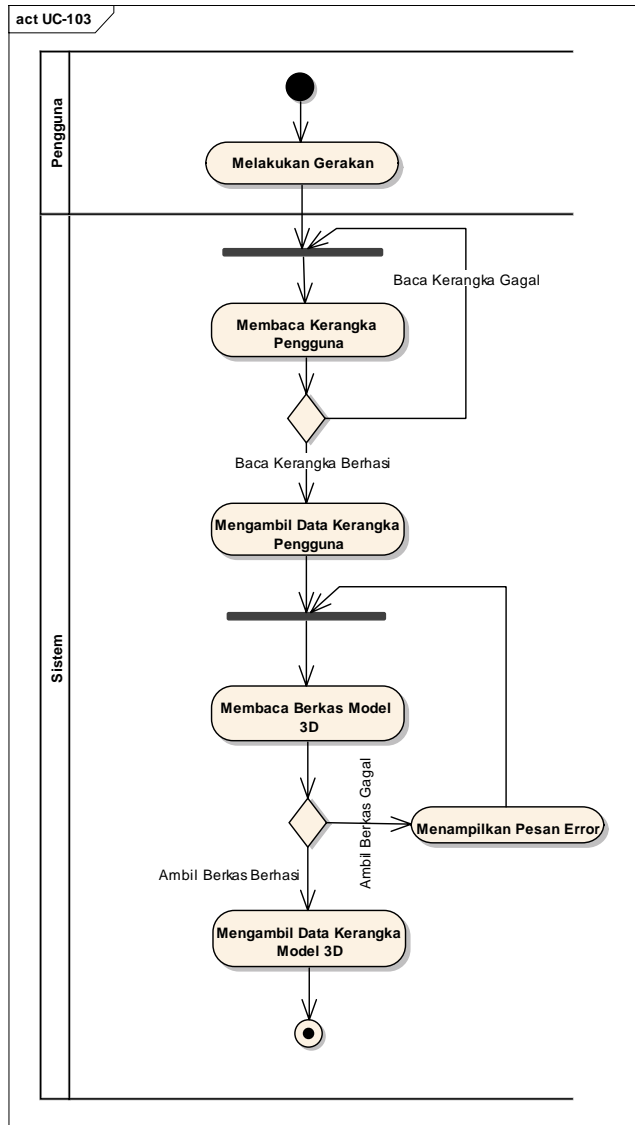 act UC-103
Pengguna
Melakukan Gerakan
Sistem
Baca Kerangka Gagal
Membaca Kerangka
Pengguna
Baca Kerangka Berhasi
Mengambil Data Kerangka
Pengguna
Membaca Berkas Model
3D
Ambil Berkas Gagal
Menampilkan Pesan Error
Ambil Berkas Berhasi
Mengambil Data Kerangka
Model 3D